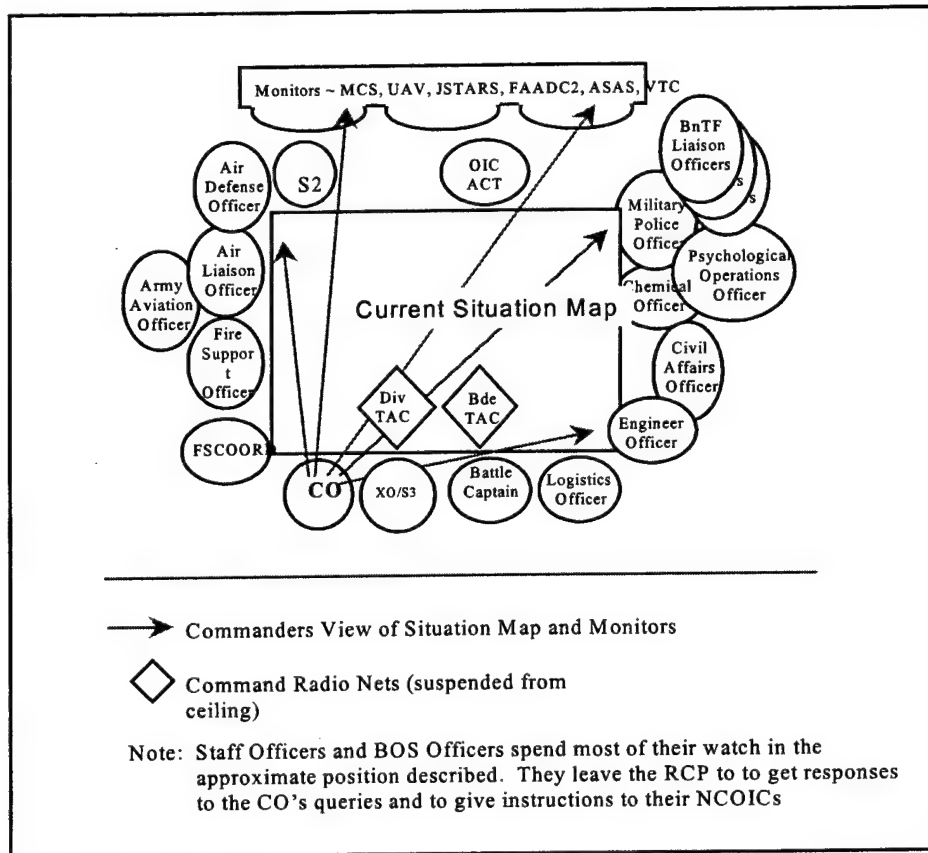 Monitors ~ MCS, UAV, JSTARS, FAADC2, ASAS, VTC
Air
Defense
Officer
S2
OIC
ACT
BnTF
Liaison
Officers
s
s
Military
Police
Officer
Army
Aviation
Officer
Air
Liaison
Officer
Psychological
Operations
Officer
Chemical
Officer
Current Situation Map
Fire
Suppor
t
Officer
Civil
Affairs
Officer
Div
TAC
Bde
TAC
Engineer
Officer
FSCOORD
CO
XO/S3
Battle
Captain
Logistics
Officer
Commanders View of Situation Map and Monitors
Command Radio Nets (suspended from
ceiling)
Note: Staff Officers and BOS Officers spend most of their watch in the
approximate position described. They leave the RCP to to get responses
to the CO's queries and to give instructions to their NCOICs